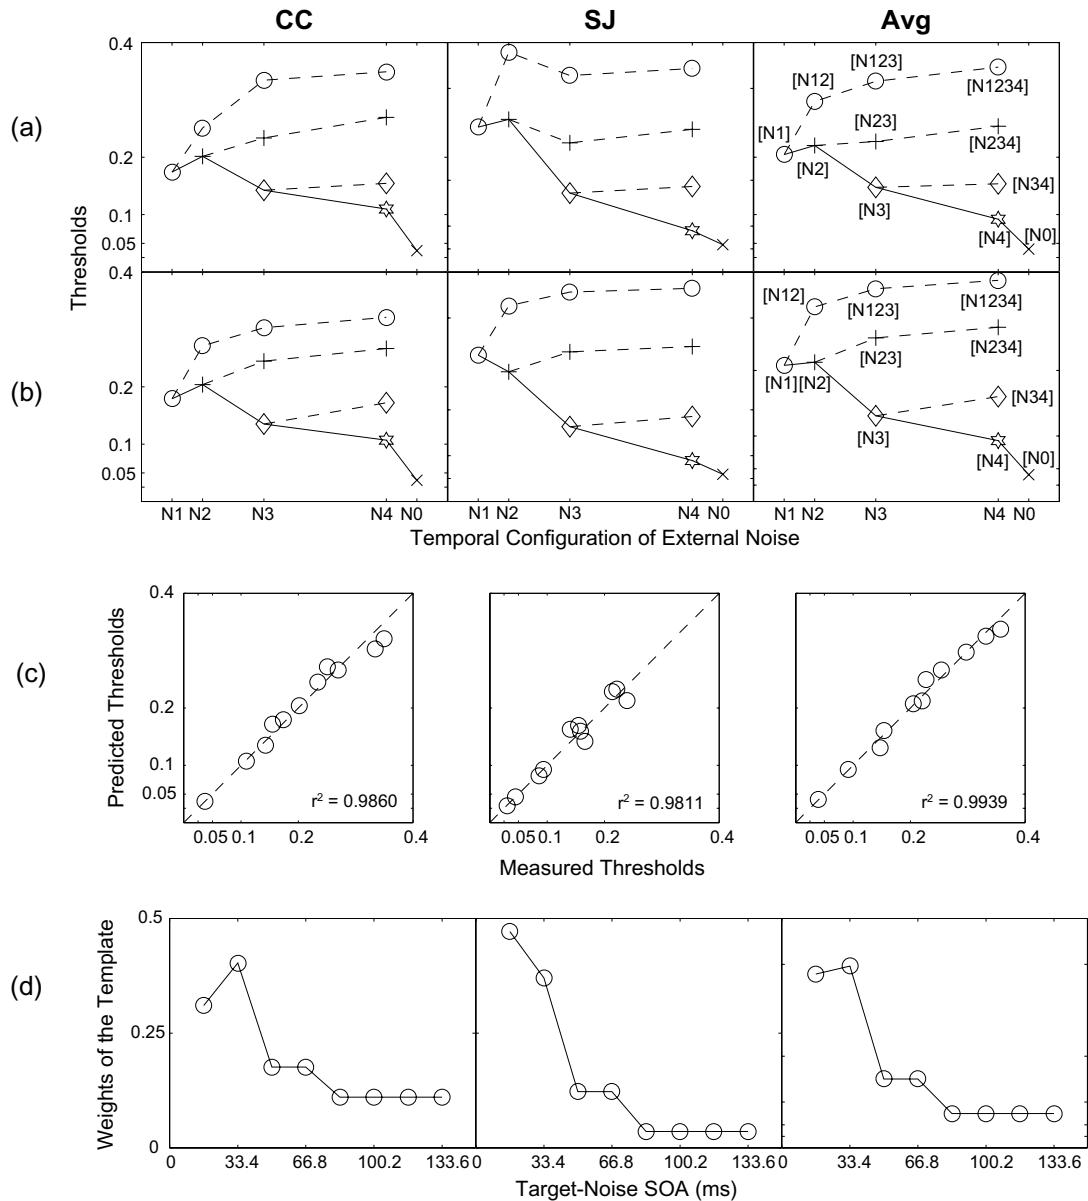 CC SJ Avg
(a)
Thresholds
0.4
0.2
0.1
0.05
[N1] [N12] [N123] [N1234]
[N2] [N23] [N234]
[N3] [N34]
[N4] [N0]
(b)
0.4
0.2
0.1
0.05
[N12] [N123] [N1234]
[N1] [N2] [N23] [N234]
[N3] [N34]
[N4] [N0]
N1 N2 N3 N4 N0 N1 N2 N3 N4 N0 N1 N2 N3 N4 N0
Temporal Configuration of External Noise
(c)
Predicted Thresholds
0.4
0.2
0.1
0.05
r² = 0.9860 r² = 0.9811 r² = 0.9939
0.05 0.1 0.2 0.4 0.05 0.1 0.2 0.4 0.05 0.1 0.2 0.4
Measured Thresholds
(d)
Weights of the Template
0.5
0.25
0
0 33.4 66.8 100.2 133.6 0 33.4 66.8 100.2 133.6 0 33.4 66.8 100.2 133.6
Target-Noise SOA (ms)